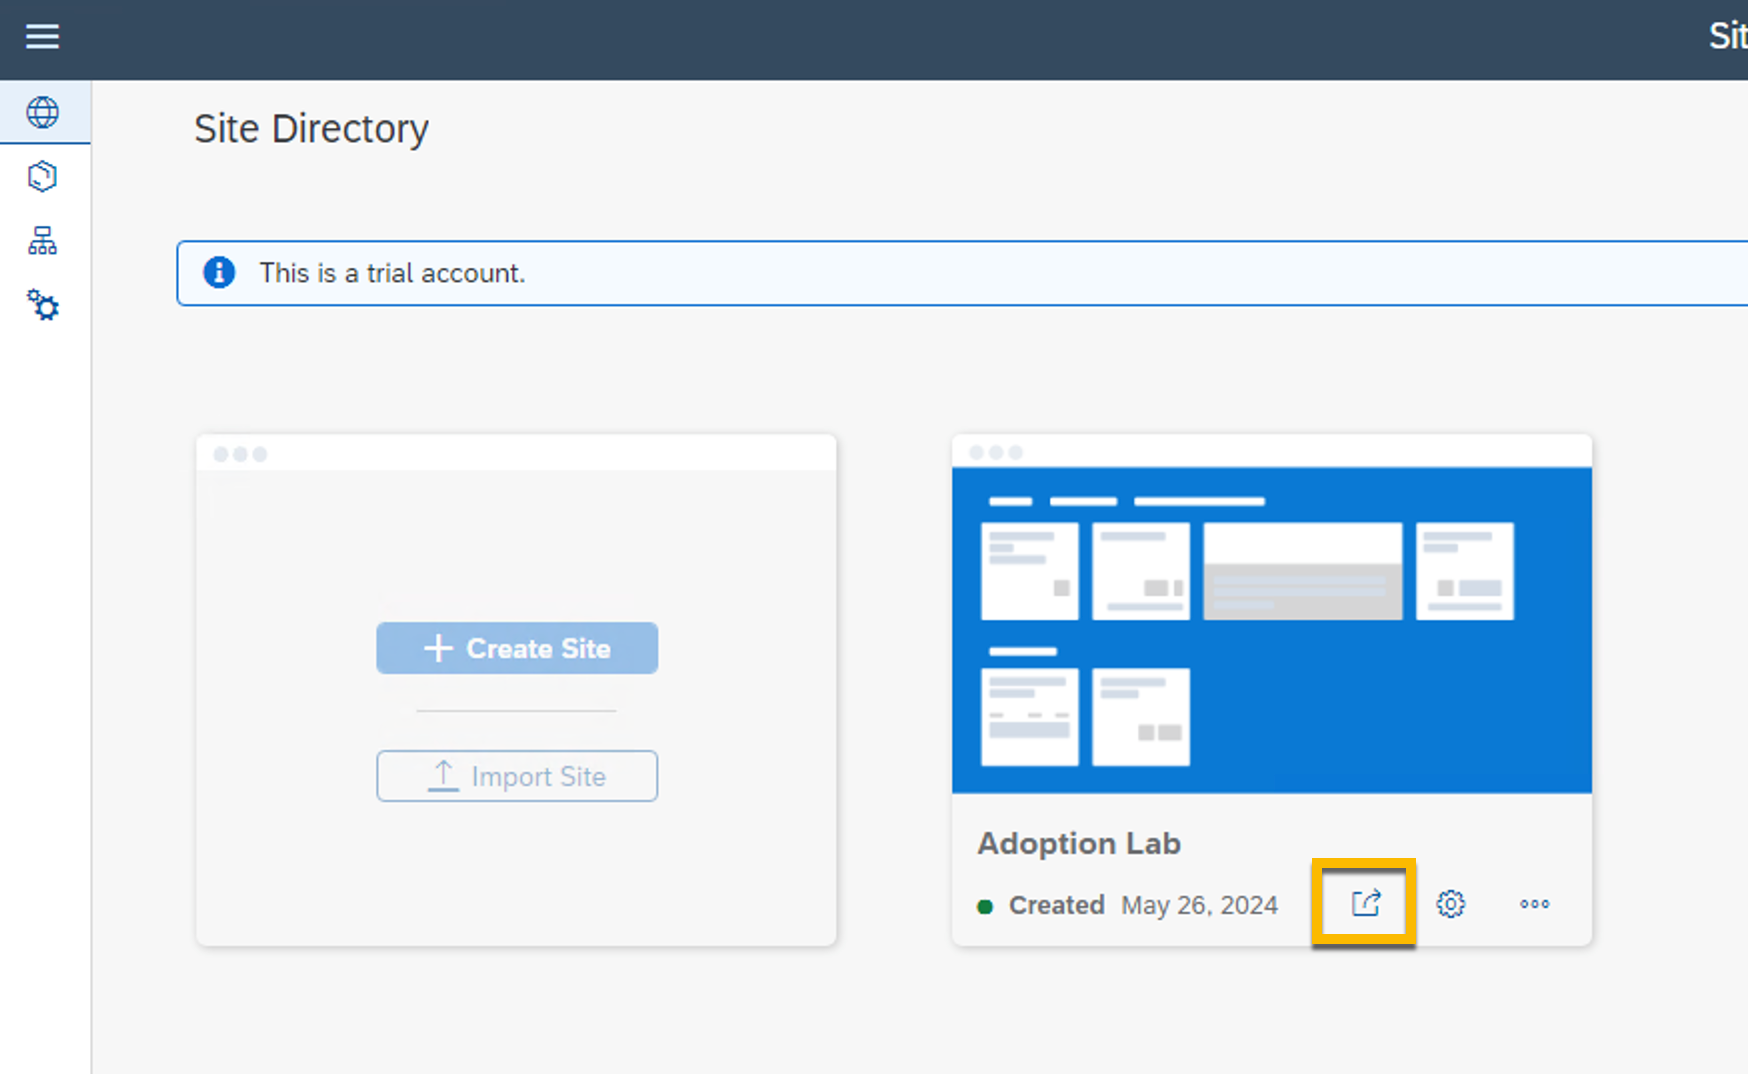 Sit
Site Directory
This is a trial account.
Create Site
Import Site
Adoption Lab
Created May 26, 2024